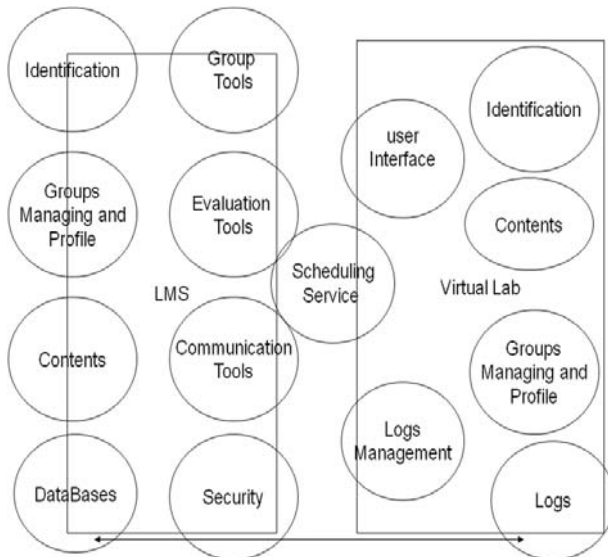 Identification
Group
Tools
Groups
Managing and
Profile
Evaluation
Tools
LMS
Contents
Communication
Tools
DataBases
Security
Scheduling
Service
user
Interface
Identification
Contents
Virtual Lab
Groups
Managing and
Profile
Logs
Management
Logs